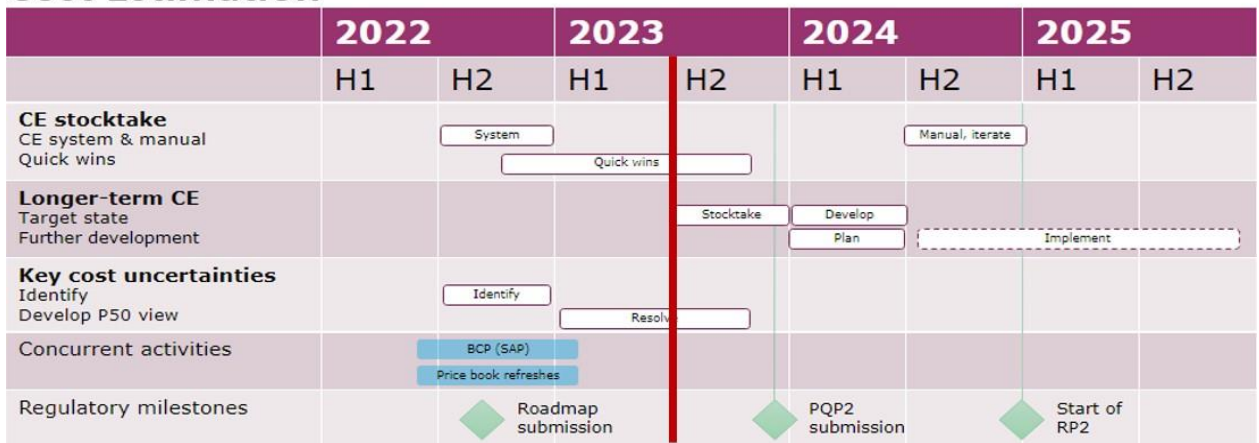 2022 2023 2024 2025
H1 H2 H1 H2 H1 H2 H1 H2
CE stocktake
CE system & manual
Quick wins
System
Manual, iterate
Quick wins
Longer-term CE
Target state
Further development
Stocktake
Develop
Plan
Implement
Key cost uncertainties
Identify
Develop P50 view
Identify
Resolve
Concurrent activities
BCP (SAP)
Price book refreshes
Regulatory milestones
Roadmap
submission
PQP2
submission
Start of
RP2